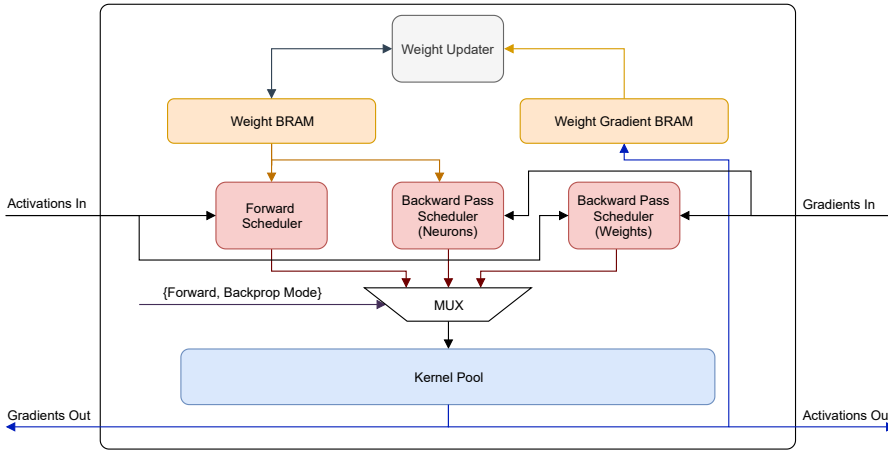 Weight Updater
Weight BRAM
Weight Gradient BRAM
Activations In
Forward
Scheduler
Backward Pass
Scheduler
(Neurons)
Backward Pass
Scheduler
(Weights)
Gradients In
{Forward, Backprop Mode}
MUX
Kernel Pool
Gradients Out
Activations Ou